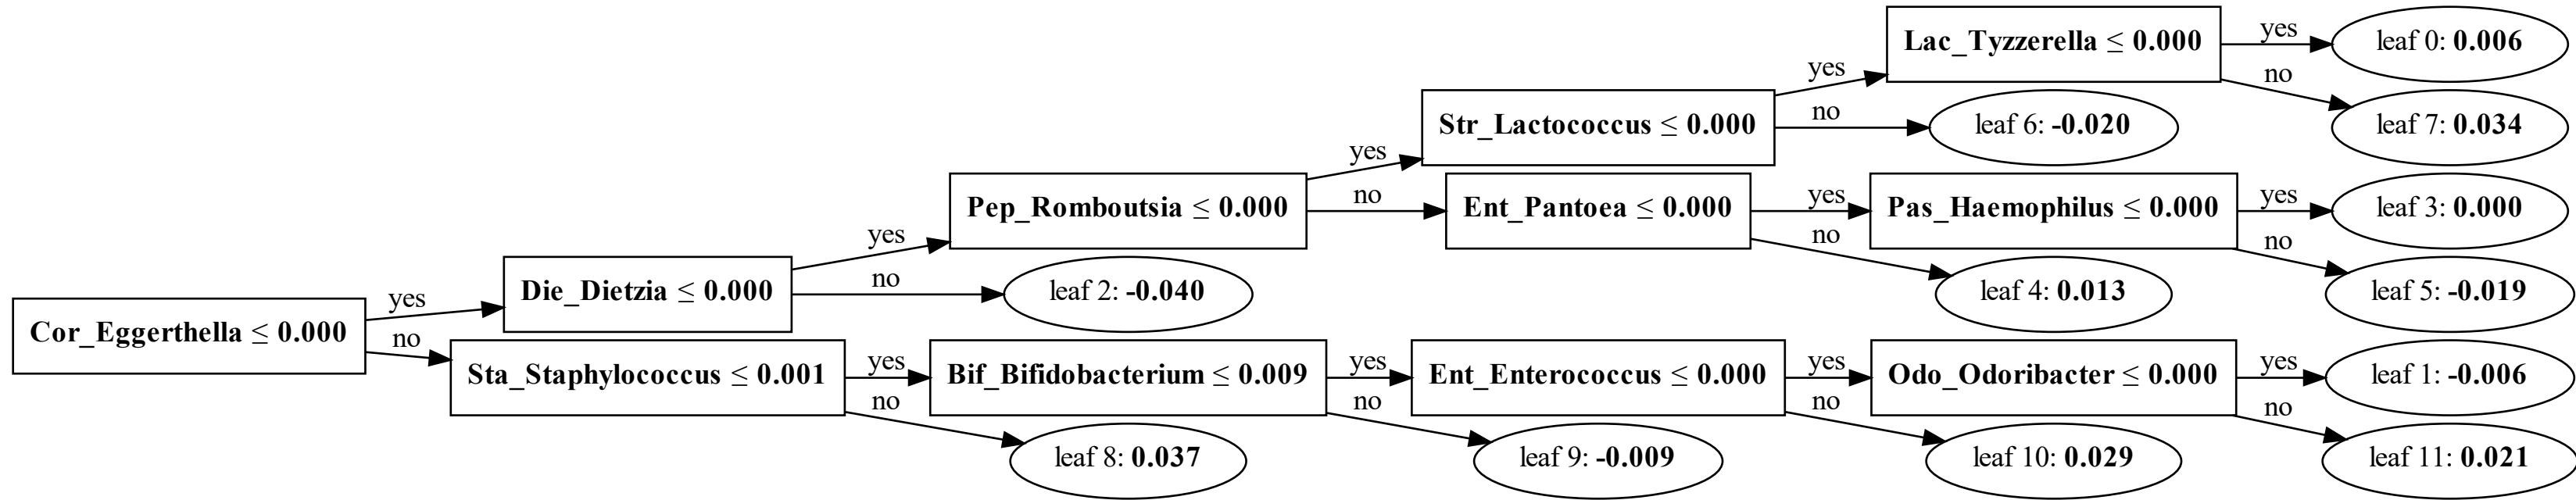 Lac_Tyzzerella ≤ 0.000
yes
leaf 0: 0.006
no
leaf 7: 0.034
yes
Str_Lactococcus ≤ 0.000
no
leaf 6: -0.020
yes
Pep_Romboutsia ≤ 0.000
no
Ent_Pantoea ≤ 0.000
yes
Pas_Haemophilus ≤ 0.000
yes
leaf 3: 0.000
no
leaf 5: -0.019
no
leaf 4: 0.013
yes
Die_Dietzia ≤ 0.000
no
leaf 2: -0.040
yes
Cor_Eggerthella ≤ 0.000
no
Sta_Staphylococcus ≤ 0.001
yes
Bif_Bifidobacterium ≤ 0.009
yes
Ent_Enterococcus ≤ 0.000
yes
Odo_Odoribacter ≤ 0.000
yes
leaf 1: -0.006
no
leaf 8: 0.037
no
leaf 9: -0.009
no
leaf 10: 0.029
no
leaf 11: 0.021